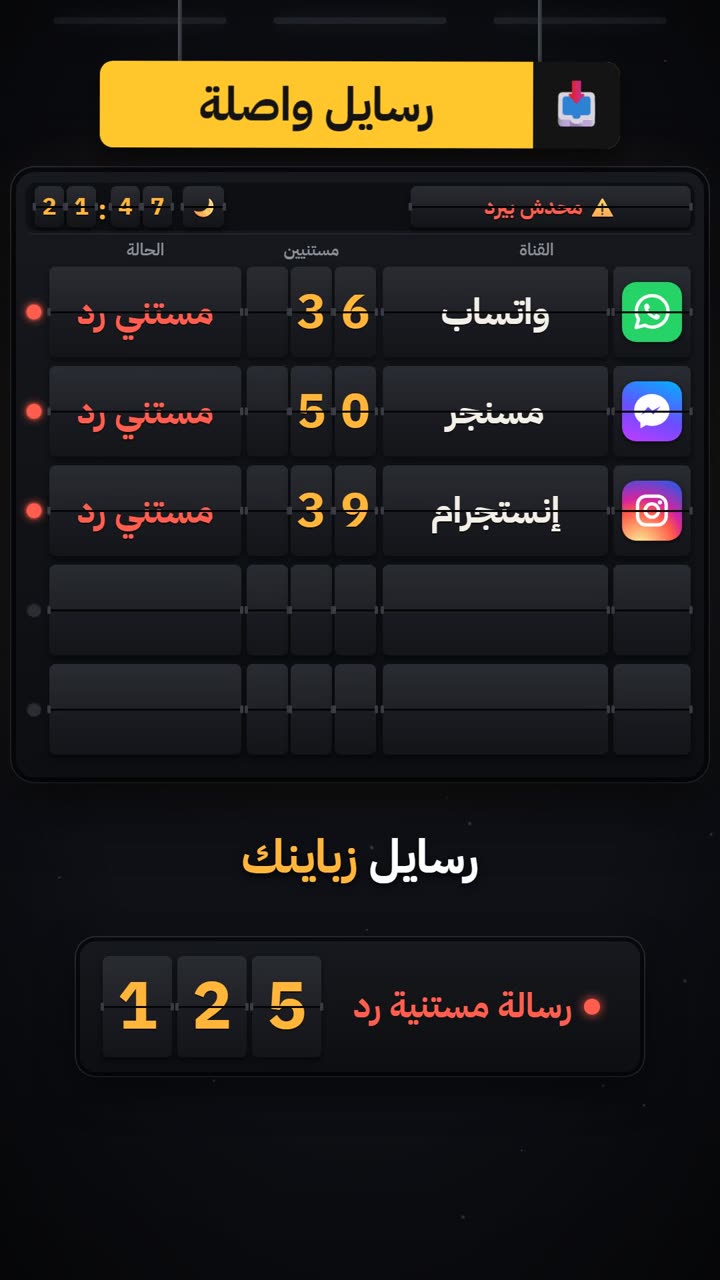 رسايل واصلة
محدش بيرد
21:47
القناة مستنيين الحالة
واتساب 36 مستني رد
مسنجر 50 مستني رد
إنستجرام 39 مستني رد
رسايل زباينك
رسالة مستنية رد 125